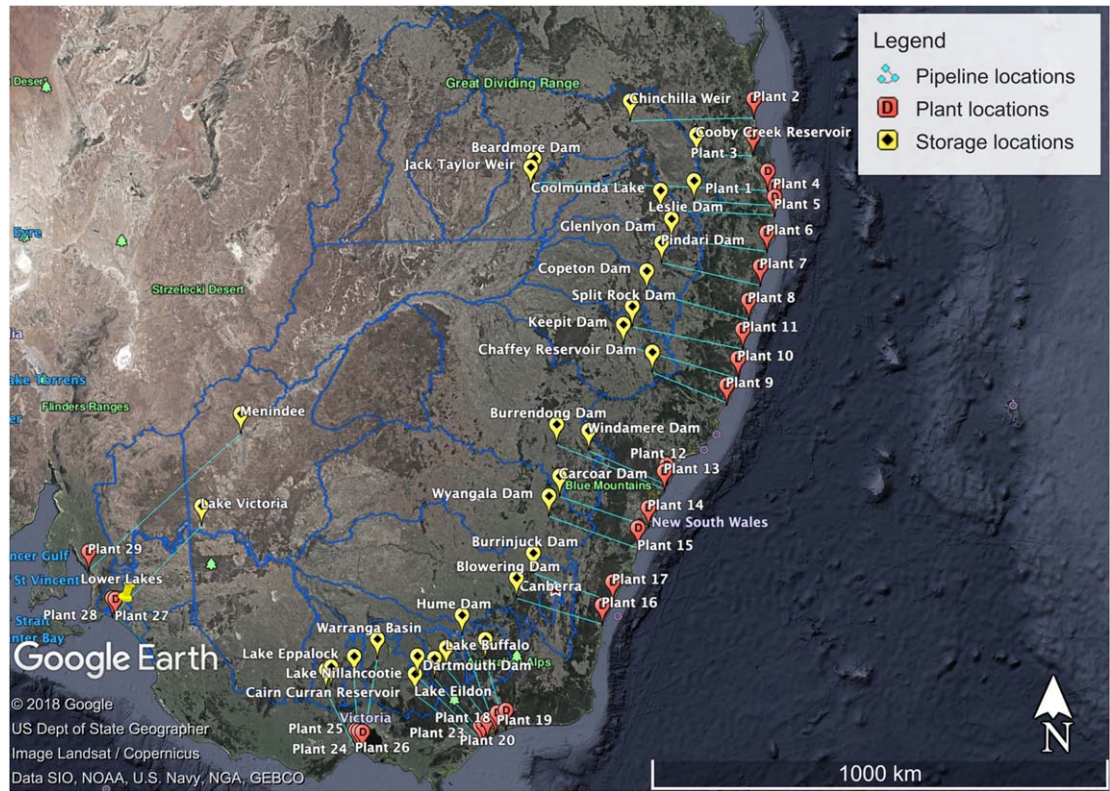 Legend
Pipeline locations
Plant locations
Storage locations
Great Dividing Range
Chinchilla Weir
Plant 2
Cooby Creek Reservoir
Plant 3
Beardmore Dam
Jack Taylor Weir
Coolmunda Lake
Plant 1
Plant 4
Leslie Dam
Plant 5
Glenlyon Dam
Plant 6
Pindari Dam
Eyre
Copeton Dam
Plant 7
Strzelecki Desert
Split Rock Dam
Plant 8
Keepit Dam
Plant 11
Chaffey Reservoir Dam
Plant 10
Plant 9
Flinders Ranges
Menindee
Burrendong Dam
Windamere Dam
Plant 12
Plant 13
Carcoar Dam
Blue Mountains
Wyangala Dam
Plant 14
New South Wales
Lake Victoria
Plant 15
Burrinjuck Dam
Plant 29
Blowering Dam
Canberra
Plant 17
St Vincent
Lower Lakes
Plant 16
Plant 28
Plant 27
Hume Dam
Warranga Basin
Lake Buffalo
Lake Eppalock
Dartmouth Dam
Lake Nillahcootie
Cairn Curran Reservoir
Lake Eildon
Victoria
Plant 18
Plant 19
Plant 25
Plant 23
Plant 20
Plant 24
Plant 26
Google Earth
© 2018 Google
US Dept of State Geographer
Image Landsat / Copernicus
Data SIO, NOAA, U.S. Navy, NGA, GEBCO
N
1000 km